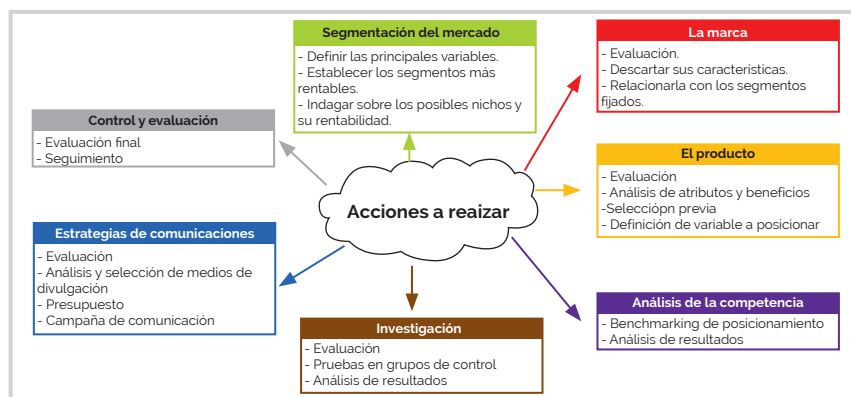 Segmentación del mercado
- Definir las principales variables.
- Establecer los segmentos más
rentables.
- Indagar sobre los posibles nichos y
su rentabilidad.
La marca
- Evaluación.
- Descartar sus características.
- Relacionarla con los segmentos
fijados.
Control y evaluación
- Evaluación final
- Seguimiento
El producto
- Evaluación
- Análisis de atributos y beneficios
-Selecciópn previa
- Definición de variable a posicionar
Acciones a reaizar
Estrategias de comunicaciones
- Evaluación
- Análisis y selección de medios de
divulgación
- Presupuesto
- Campaña de comunicación
Análisis de la competencia
- Benchmarking de posicionamiento
- Análisis de resultados
Investigación
- Evaluación
- Pruebas en grupos de control
- Análisis de resultados